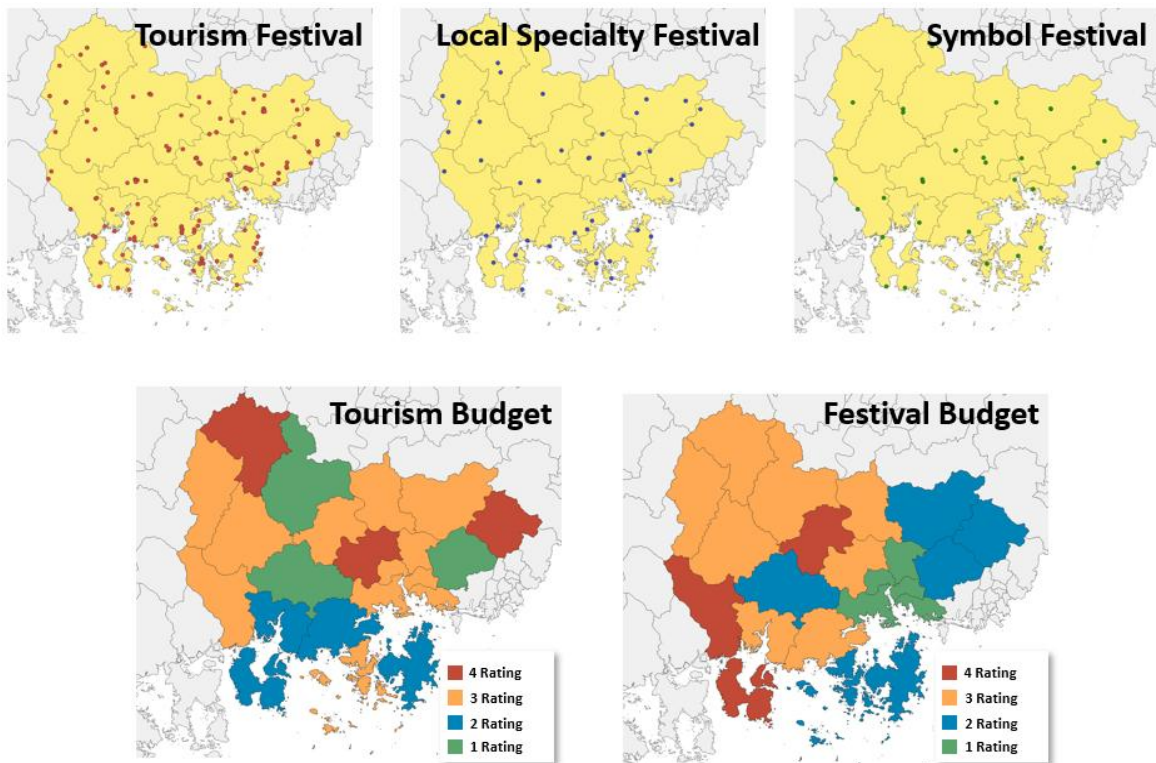 Tourism Festival
Local Specialty Festival
Symbol Festival
Tourism Budget
4 Rating
3 Rating
2 Rating
1 Rating
Festival Budget
4 Rating
3 Rating
2 Rating
1 Rating